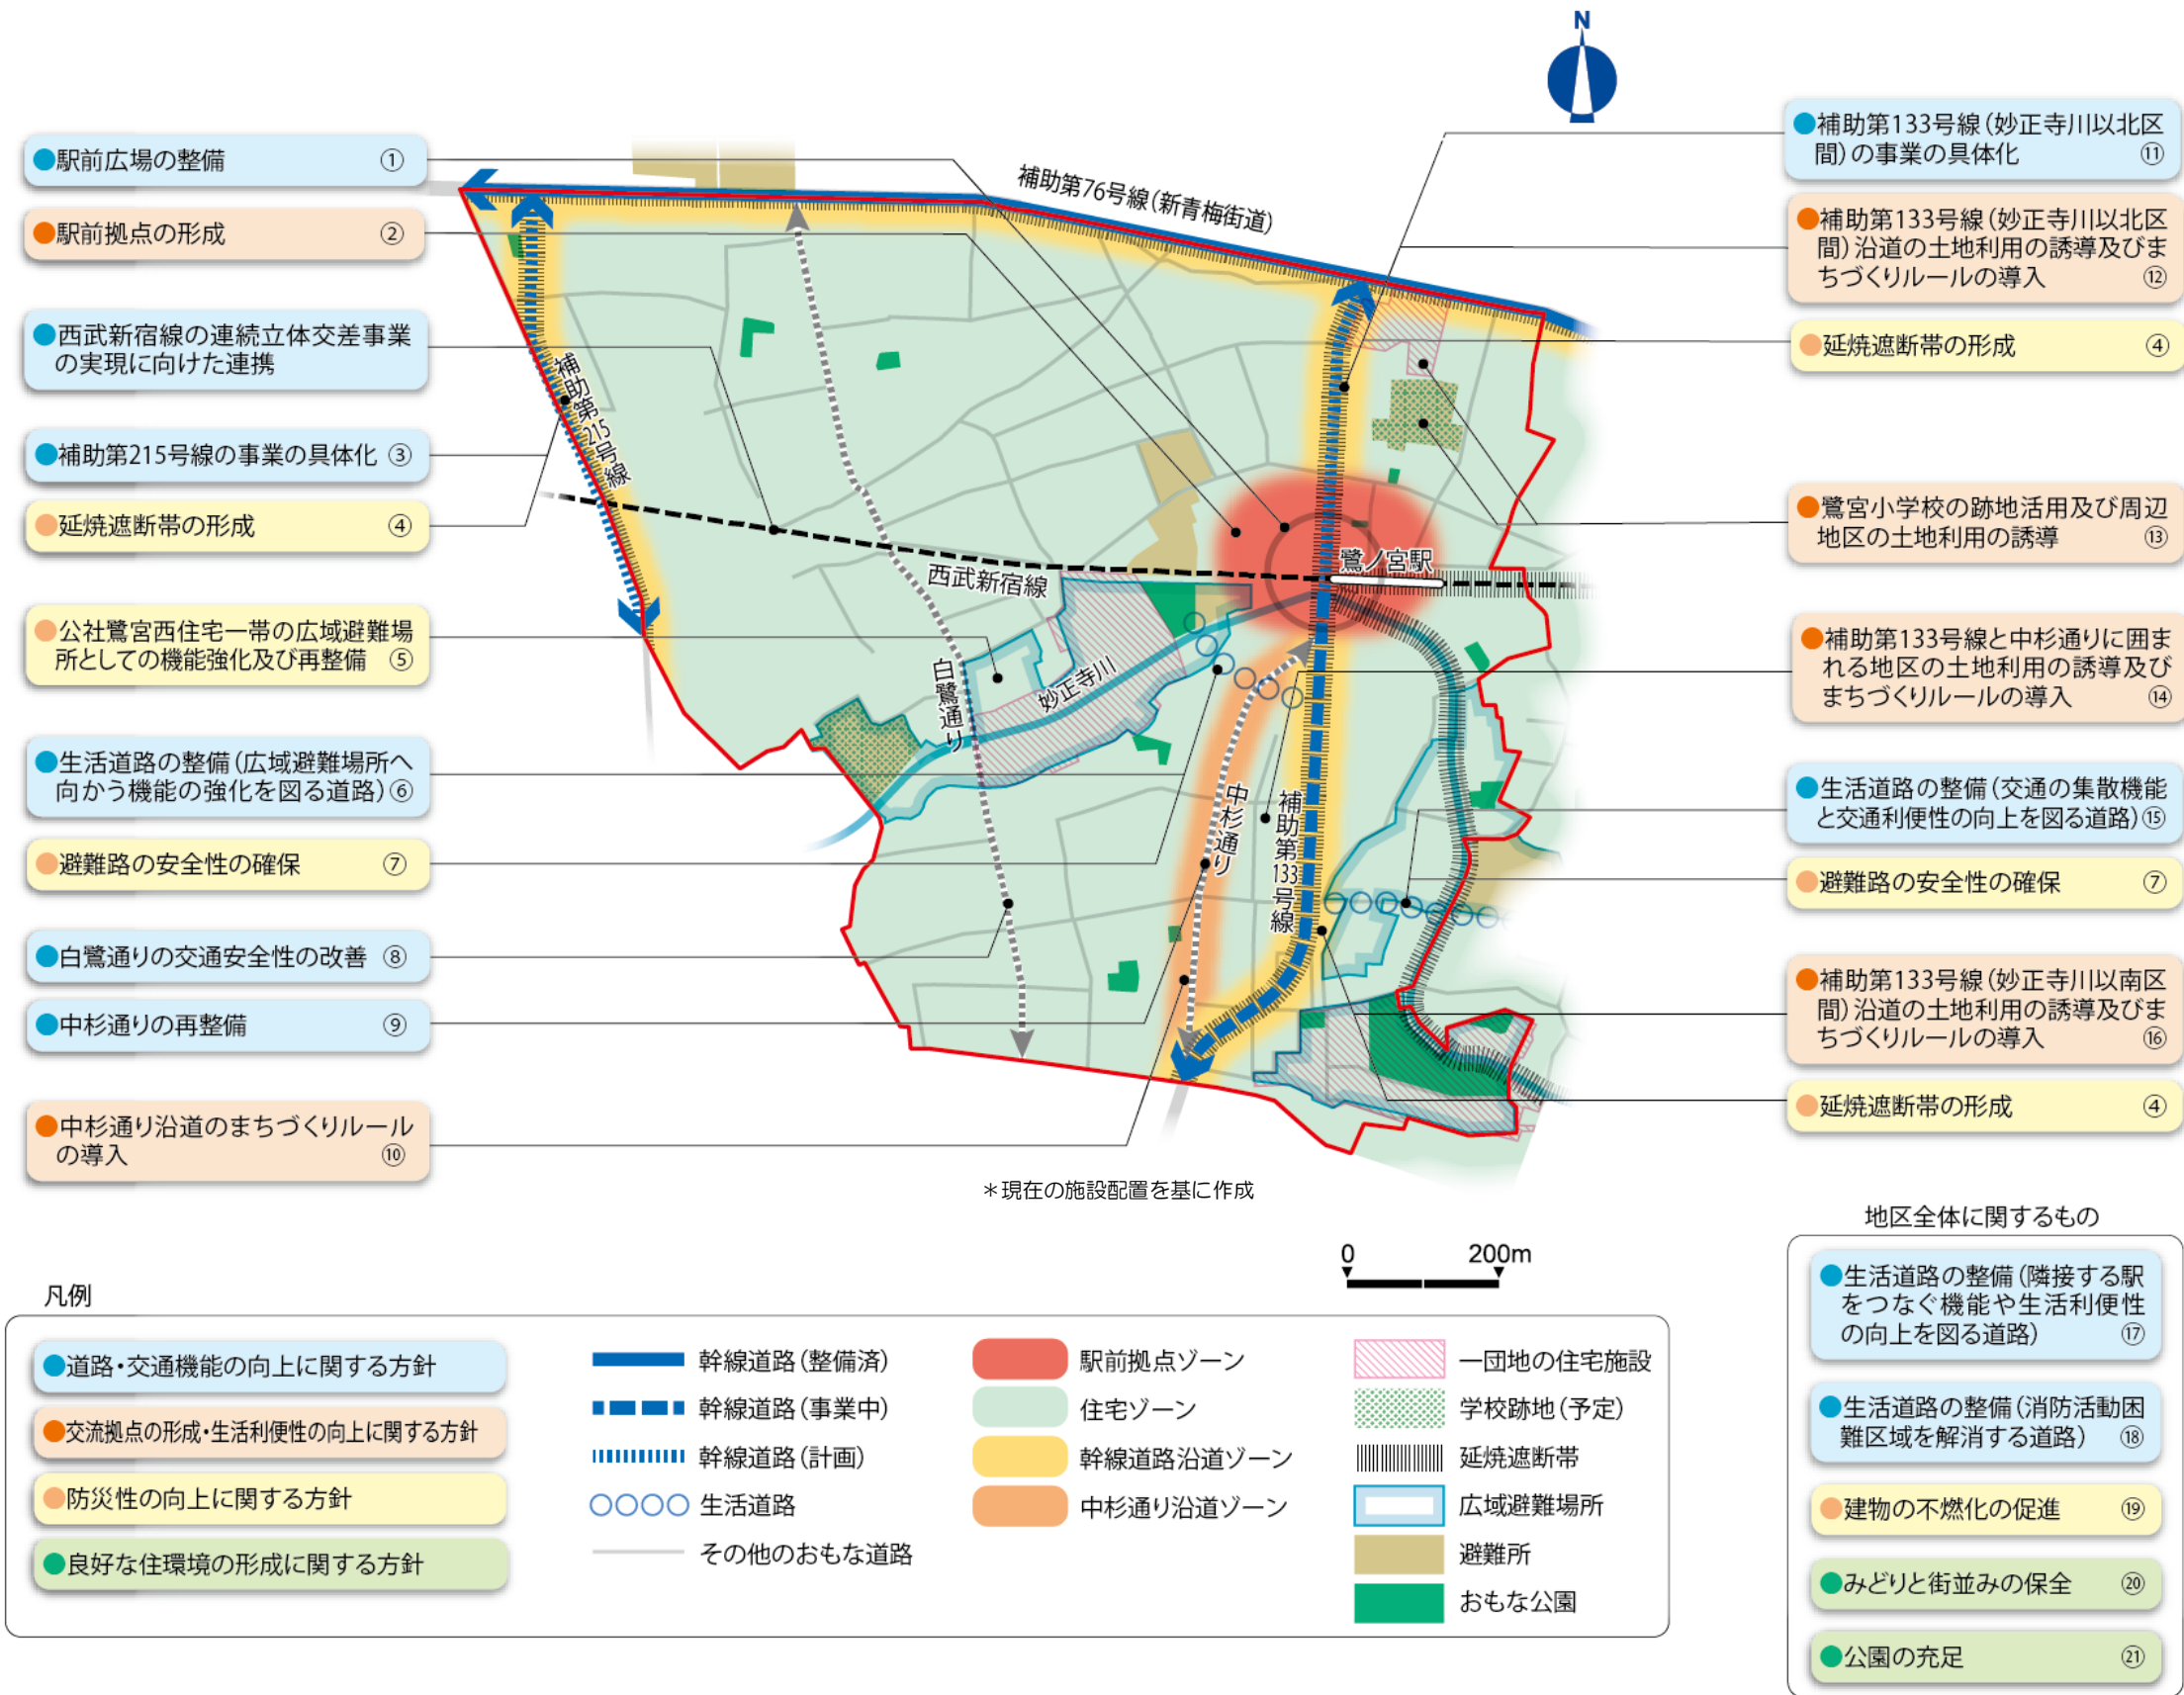 N
●駅前広場の整備 ①
●駅前拠点の形成 ②
●西武新宿線の連続立体交差事業
の実現に向けた連携
●補助第215号線の事業の具体化 ③
●延焼遮断帯の形成 ④
●公社鷺宮西住宅一帯の広域避難場
所としての機能強化及び再整備 ⑤
●生活道路の整備(広域避難場所へ
向かう機能の強化を図る道路)⑥
●避難路の安全性の確保 ⑦
●白鷺通りの交通安全性の改善 ⑧
●中杉通りの再整備 ⑨
●中杉通り沿道のまちづくりルール
の導入 ⑩
補助第76号線(新青梅街道)
補助第215号線
西武新宿線
鷺ノ宮駅
白鷺通り
妙正寺川
中杉通り
補助第133号線
●補助第133号線(妙正寺川以北区
間)の事業の具体化 ⑪
●補助第133号線(妙正寺川以北区
間)沿道の土地利用の誘導及びま
ちづくりルールの導入 ⑫
●延焼遮断帯の形成 ④
●鷺宮小学校の跡地活用及び周辺
地区の土地利用の誘導 ⑬
●補助第133号線と中杉通りに囲ま
れる地区の土地利用の誘導及び
まちづくりルールの導入 ⑭
●生活道路の整備(交通の集散機能
と交通利便性の向上を図る道路)⑮
●避難路の安全性の確保 ⑦
●補助第133号線(妙正寺川以南区
間)沿道の土地利用の誘導及びま
ちづくりルールの導入 ⑯
●延焼遮断帯の形成 ④
＊現在の施設配置を基に作成
0 200m
凡例
●道路・交通機能の向上に関する方針
●交流拠点の形成・生活利便性の向上に関する方針
●防災性の向上に関する方針
●良好な住環境の形成に関する方針
幹線道路(整備済)
幹線道路(事業中)
幹線道路(計画)
生活道路
その他のおもな道路
駅前拠点ゾーン
住宅ゾーン
幹線道路沿道ゾーン
中杉通り沿道ゾーン
一団地の住宅施設
学校跡地(予定)
延焼遮断帯
広域避難場所
避難所
おもな公園
地区全体に関するもの
●生活道路の整備(隣接する駅
をつなぐ機能や生活利便性
の向上を図る道路) ⑰
●生活道路の整備(消防活動困
難区域を解消する道路) ⑱
●建物の不燃化の促進 ⑲
●みどりと街並みの保全 ⑳
●公園の充足 ㉑